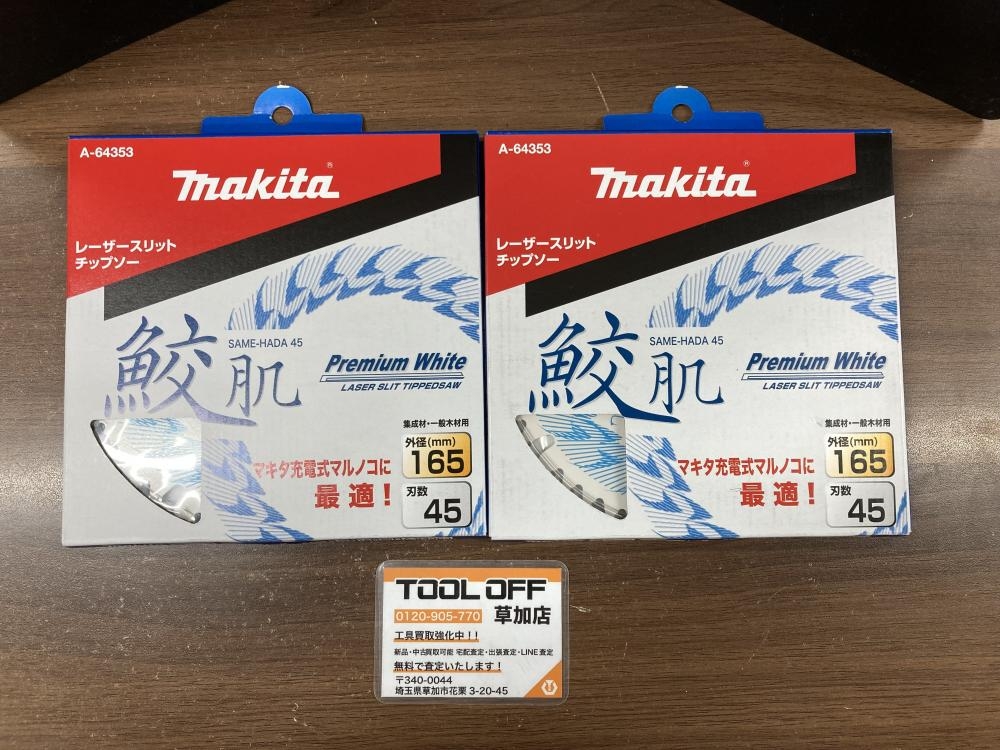 A-64353
makita®
レーザースリット
チップソー
鮫肌
SAME-HADA 45
Premium White
LASER SLIT TIPPEDSAW
集成材・一般木材用
外径(mm)
165
マキタ充電式マルノコに
最適！
刃数
45
A-64353
makita®
レーザースリット
チップソー
鮫肌
SAME-HADA 45
Premium White
LASER SLIT TIPPEDSAW
集成材・一般木材用
外径(mm)
165
マキタ充電式マルノコに
最適！
刃数
45
TOOL OFF
0120-905-770 草加店
工具買取強化中！！
新品・中古買取可能 宅配査定・出張査定・LINE査定
無料で査定いたします！
〒340-0044
埼玉県草加市花栗 3-20-45